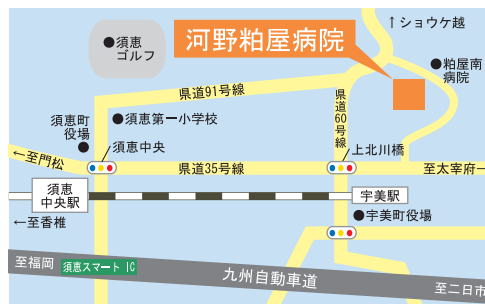 ↑ショウケ越
●須恵
ゴルフ
河野粕屋病院
●粕屋南
病院
県道91号線
県道60号線
須恵町
役場
●須恵第一小学校
須恵中央
上北川橋
←至門松
県道35号線
至太宰府→
須恵
中央駅
宇美駅
←至香椎
●宇美町役場
至福岡
須恵スマートIC
九州自動車道
至二日市